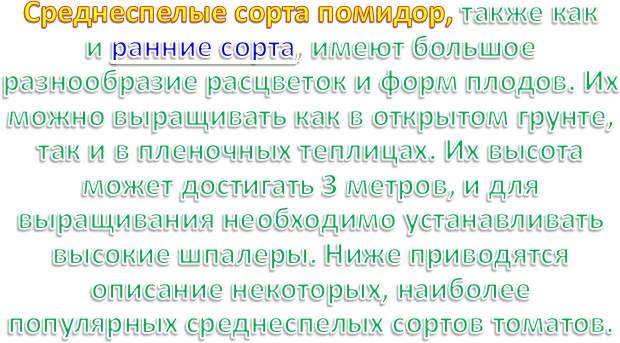 Среднеспелые сорта помидор, также как
и ранние сорта, имеют большое
разнообразие расцветок и форм плодов. Их
можно выращивать как в открытом грунте,
так и в пленочных теплицах. Их высота
может достигать 3 метров, и для
выращивания необходимо устанавливать
высокие шпалеры. Ниже приводятся
описание некоторых, наиболее
популярных среднеспелых сортов томатов.